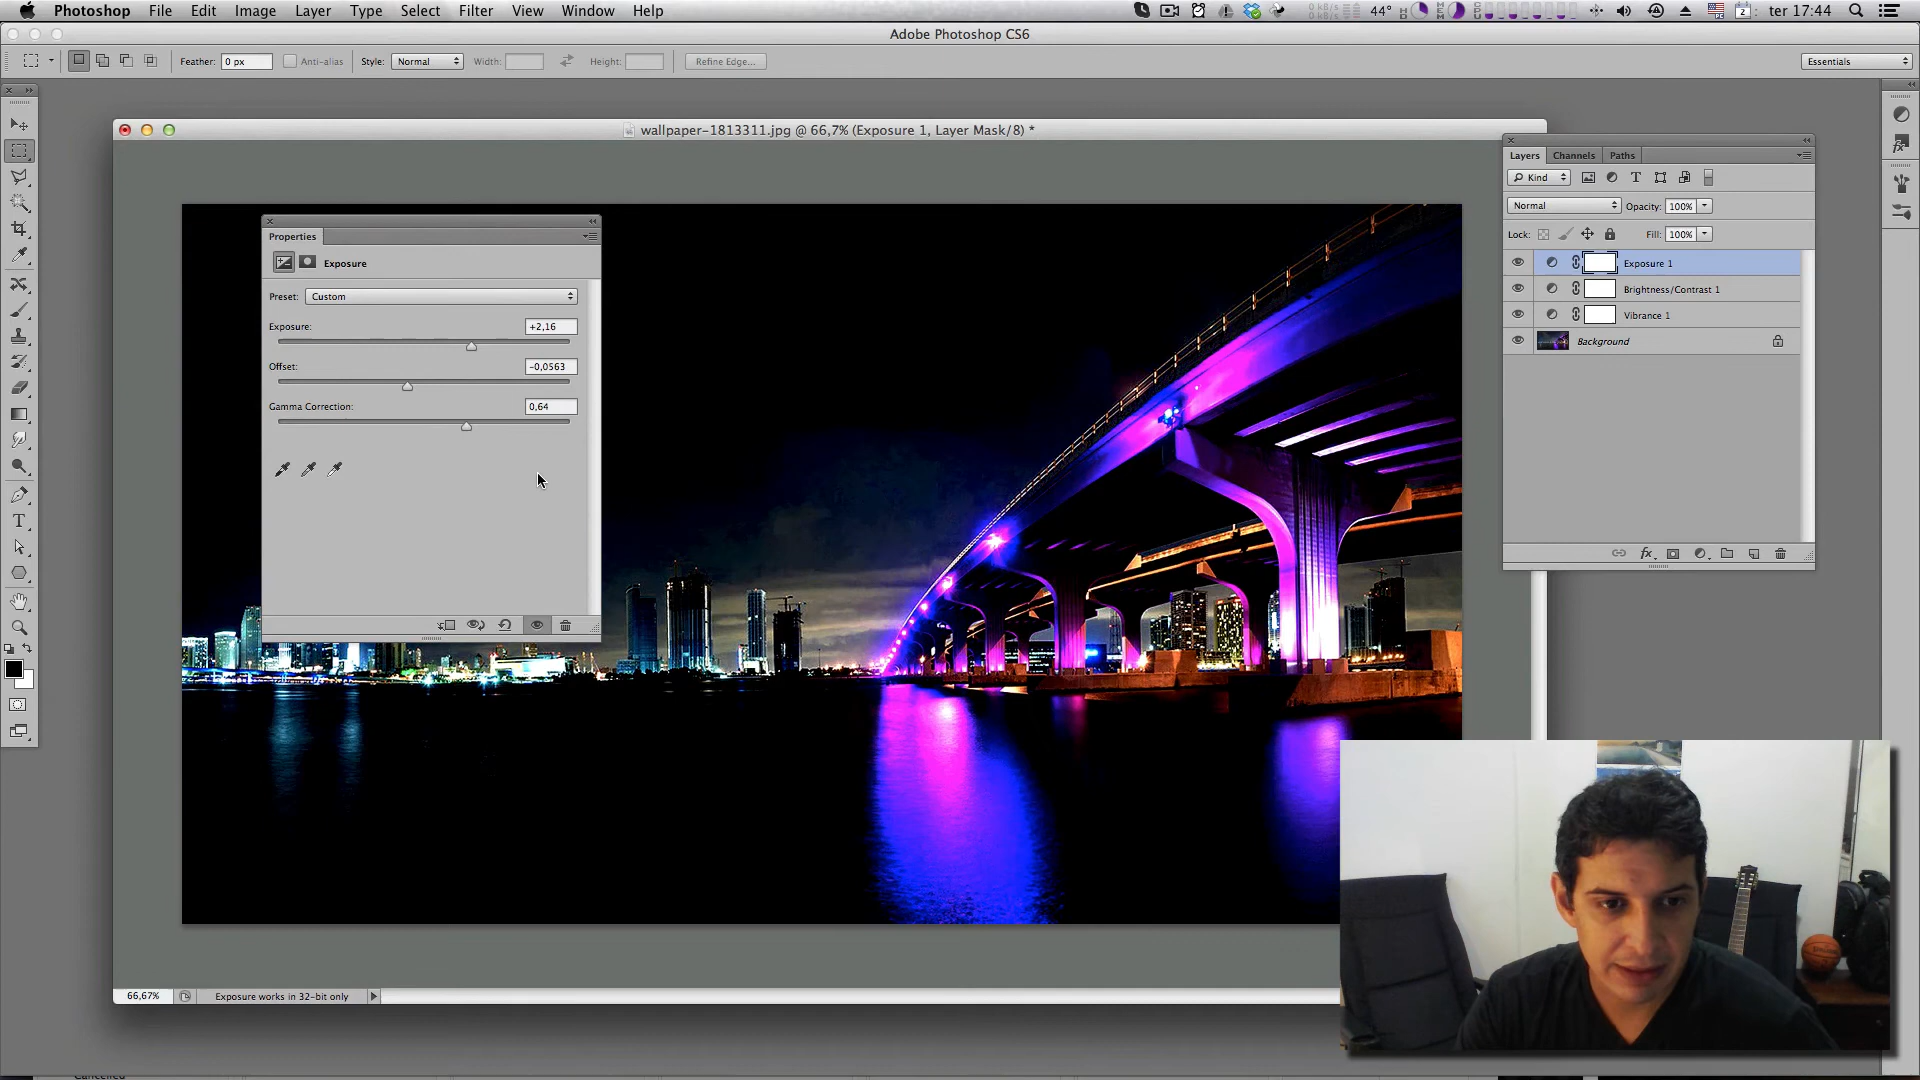 Photoshop File Edit Image Layer Type Select Filter View Window Help 44° ter 17:44
Adobe Photoshop CS6
Feather: 0 px Anti-alias Style: Normal Width: Height: Refine Edge... Essentials
wallpaper-1813311.jpg @ 66,7% (Exposure 1, Layer Mask/8) *
Properties
Exposure
Preset: Custom
Exposure: +2,16
Offset: -0,0563
Gamma Correction: 0,64
Layers Channels Paths
Kind
Normal Opacity: 100%
Lock: Fill: 100%
Exposure 1
Brightness/Contrast 1
Vibrance 1
Background
fx
66,67% Exposure works in 32-bit only